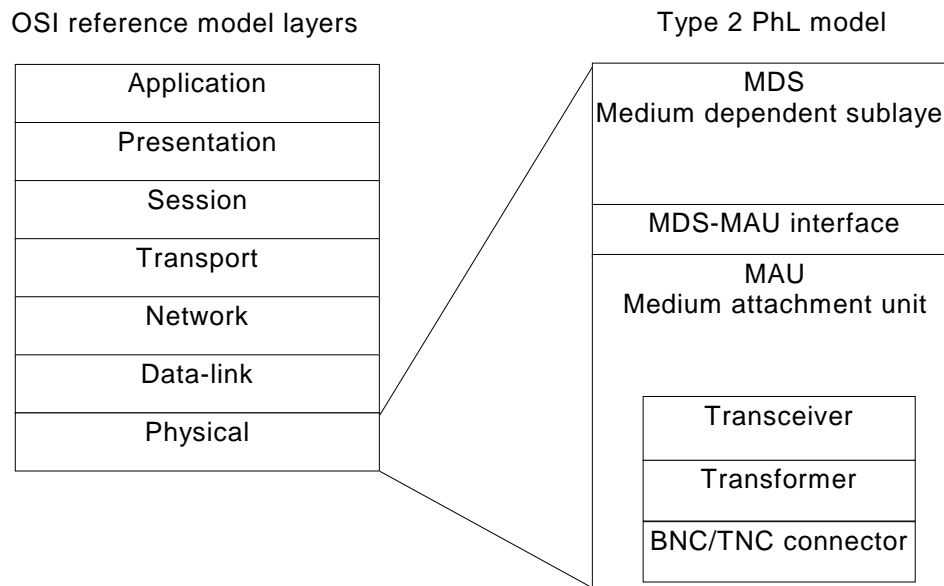 OSI reference model layers
Application
Presentation
Session
Transport
Network
Data-link
Physical
Type 2 PhL model
MDS
Medium dependent sublaye
MDS-MAU interface
MAU
Medium attachment unit
Transceiver
Transformer
BNC/TNC connector